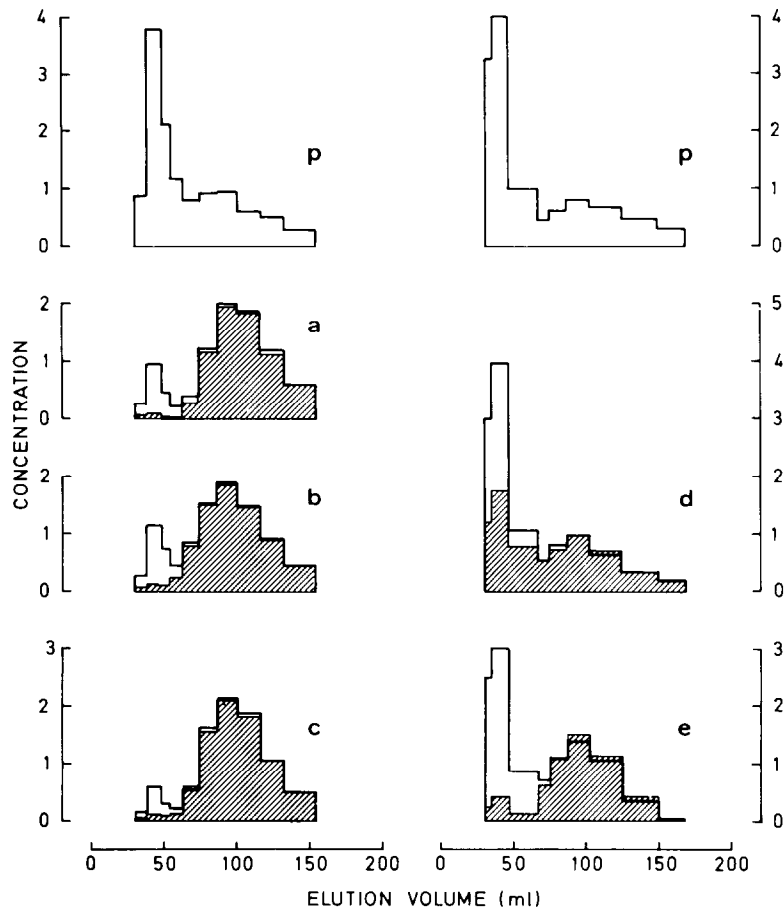 4 4
3 3
2 p p 2
1 1
0 0
2 a 5
1 4
0 3
2 b d 2
1 1
0 0
3 3
2 c e 2
1 1
0 0
CONCENTRATION
0 50 100 150 200 0 50 100 150 200
ELUTION VOLUME (ml)